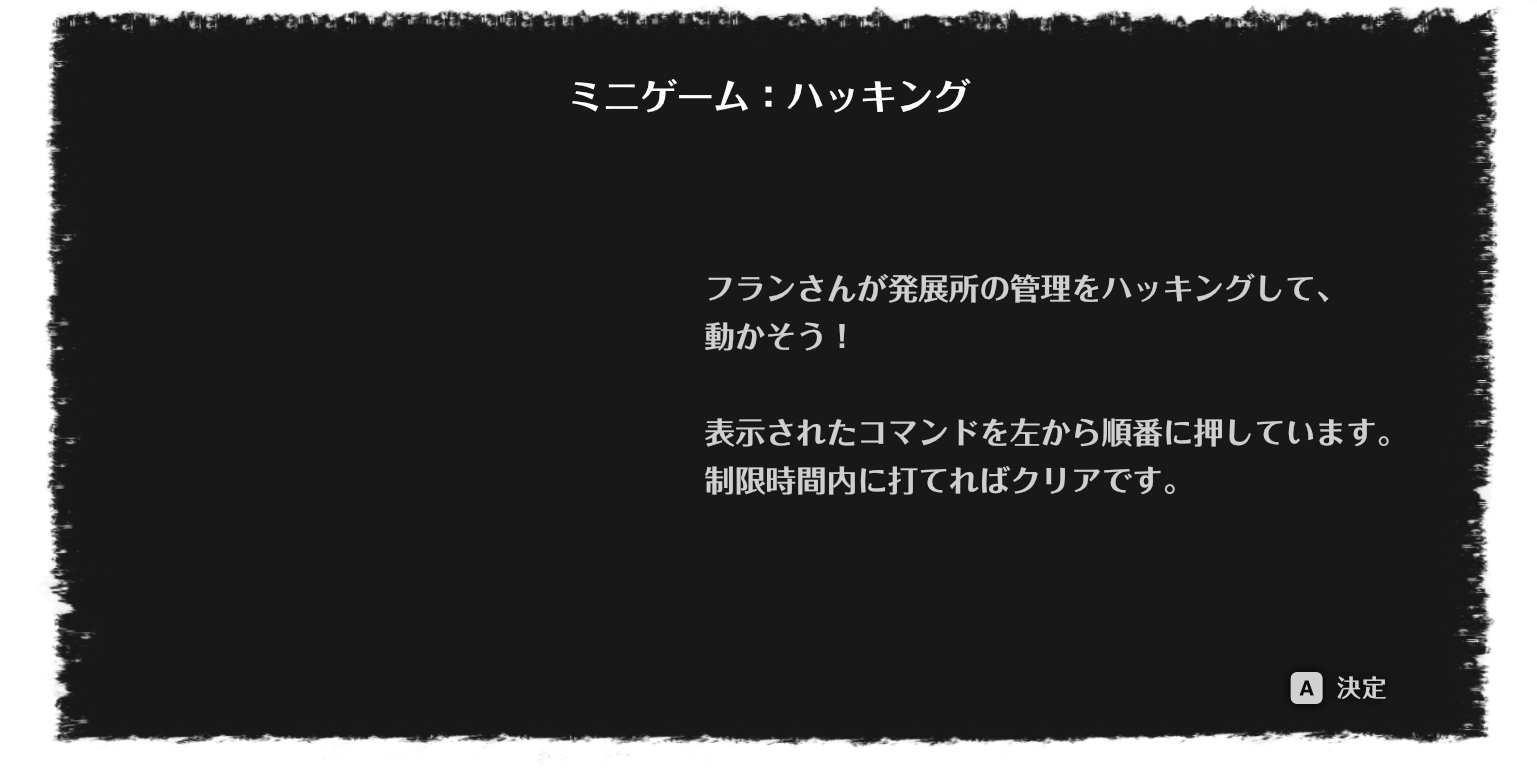 ミニゲーム：ハッキング
フランさんが発展所の管理をハッキングして、
動かそう！
表示されたコマンドを左から順番に押しています。
制限時間内に打てればクリアです。
A 決定